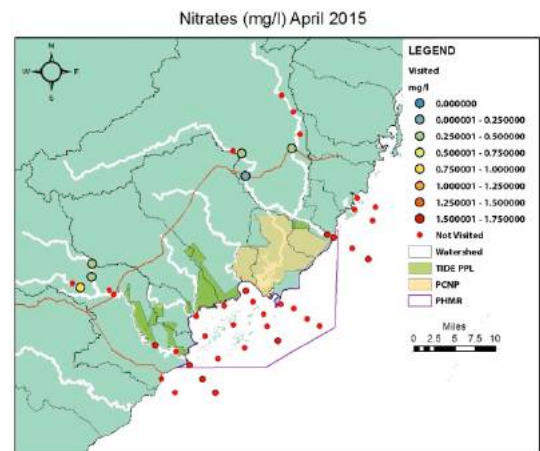 Nitrates (mg/l) April 2015
N
W E
S
LEGEND
Visited
mg/l
0.000000
0.000001 - 0.250000
0.250001 - 0.500000
0.500001 - 0.750000
0.750001 - 1.000000
1.000001 - 1.250000
1.250001 - 1.500000
1.500001 - 1.750000
Not Visited
Watershed
TIDE PPL
PCNP
PHMR
Miles
0 2.5 5 7.5 10